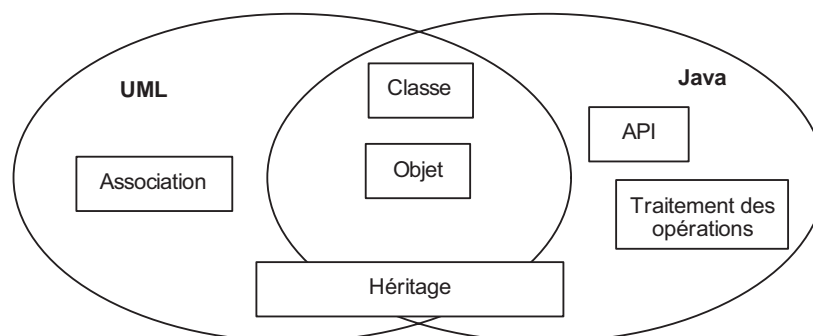 UML
Classe
Java
API
Association
Objet
Traitement des
opérations
Héritage